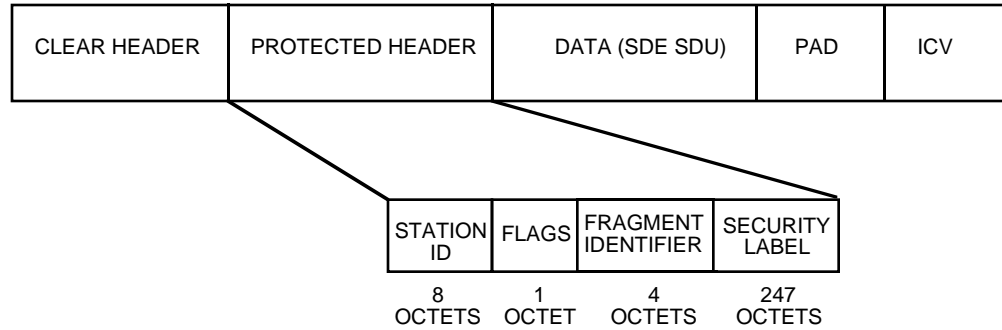 CLEAR HEADER PROTECTED HEADER DATA (SDE SDU) PAD ICV
STATION ID FLAGS FRAGMENT IDENTIFIER SECURITY LABEL
8 OCTETS 1 OCTET 4 OCTETS 247 OCTETS